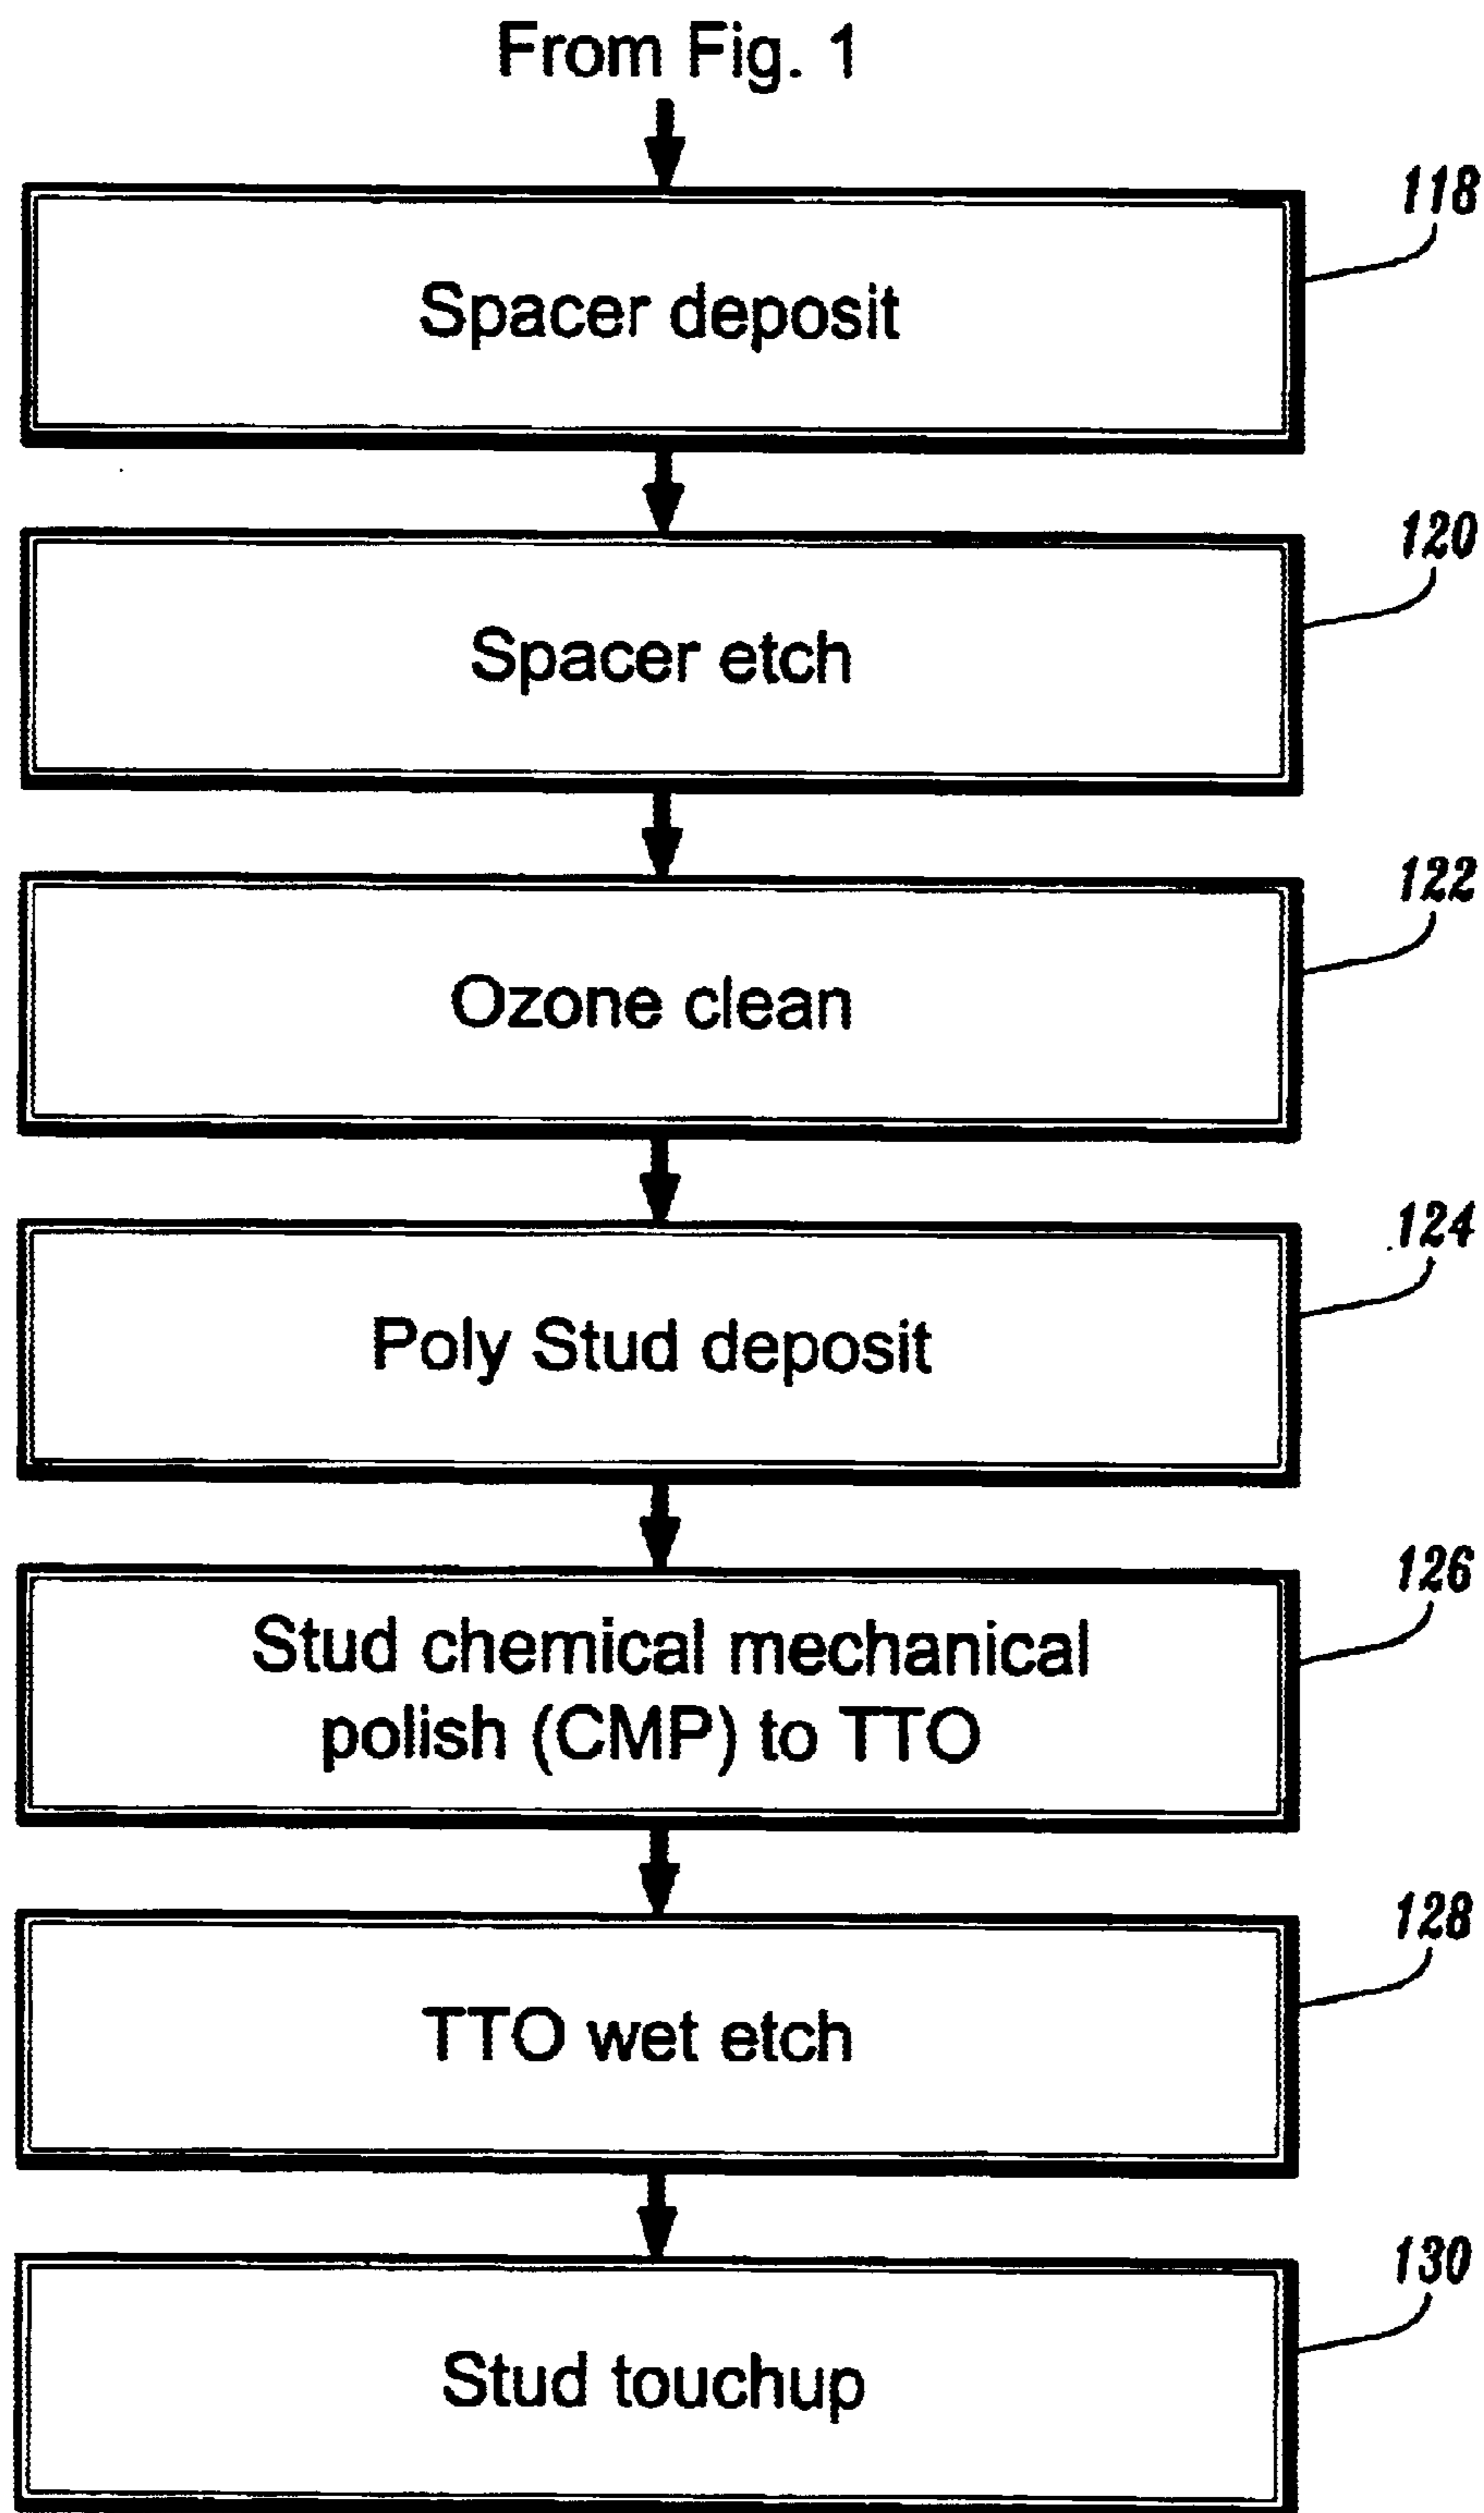 From Fig. 1
118
Spacer deposit
120
Spacer etch
122
Ozone clean
124
Poly Stud deposit
126
Stud chemical mechanical
polish (CMP) to TTO
128
TTO wet etch
130
Stud touchup